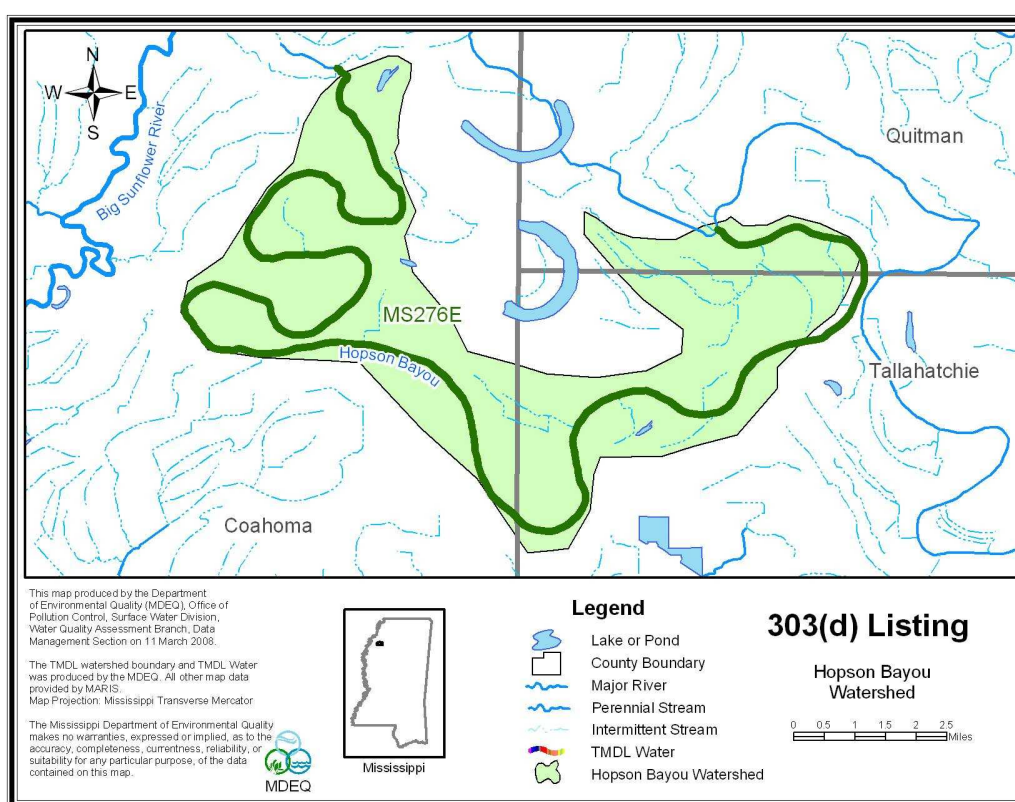 N
W E
S
Big Sunflower River
Quitman
MS276E
Hopson Bayou
Tallahatchie
Coahoma
This map produced by the Department
of Environmental Quality (MDEQ), Office of
Pollution Control, Surface Water Division,
Water Quality Assessment Branch, Data
Management Section on 11 March 2008.
The TMDL watershed boundary and TMDL Water
was produced by the MDEQ. All other map data
provided by MARIS.
Map Projection: Mississippi Transverse Mercator
The Mississippi Department of Environmental Quality
makes no warranties, expressed or implied, as to the
accuracy, completeness, currentness, reliability, or
suitability for any particular purpose, of the data
contained on this map.
MDEQ
Mississippi
Legend
Lake or Pond
County Boundary
Major River
Perennial Stream
Intermittent Stream
TMDL Water
Hopson Bayou Watershed
303(d) Listing
Hopson Bayou
Watershed
0 0.5 1 1.5 2 2.5
Miles